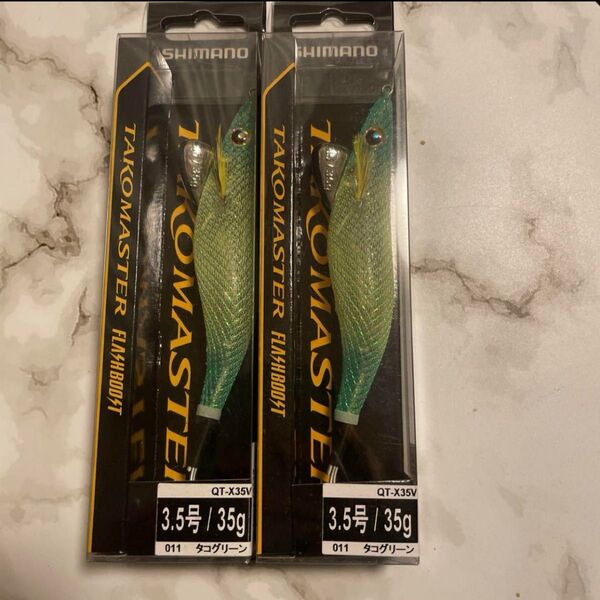 SHIMANO
TAKOMASTER FLASHBOOST
TAKOMASTER
QT-X35V
3.5号 / 35g
011 タコグリーン
SHIMANO
TAKOMASTER FLASHBOOST
TAKOMASTER
QT-X35V
3.5号 / 35g
011 タコグリーン